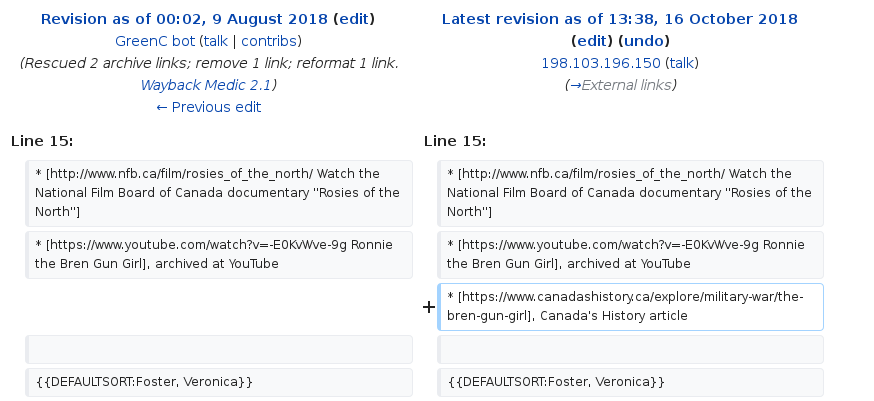 Revision as of 00:02, 9 August 2018 (edit)
GreenC bot (talk | contribs)
(Rescued 2 archive links; remove 1 link; reformat 1 link.
Wayback Medic 2.1)
← Previous edit
Latest revision as of 13:38, 16 October 2018
(edit) (undo)
198.103.196.150 (talk)
(→External links)
Line 15:
Line 15:
* [http://www.nfb.ca/film/rosies_of_the_north/ Watch the
National Film Board of Canada documentary "Rosies of the
North"]
* [http://www.nfb.ca/film/rosies_of_the_north/ Watch the
National Film Board of Canada documentary "Rosies of the
North"]
* [https://www.youtube.com/watch?v=-E0KvWve-9g Ronnie
the Bren Gun Girl], archived at YouTube
* [https://www.youtube.com/watch?v=-E0KvWve-9g Ronnie
the Bren Gun Girl], archived at YouTube
+
* [https://www.canadashistory.ca/explore/military-war/the-
bren-gun-girl], Canada's History article
{{DEFAULTSORT:Foster, Veronica}}
{{DEFAULTSORT:Foster, Veronica}}